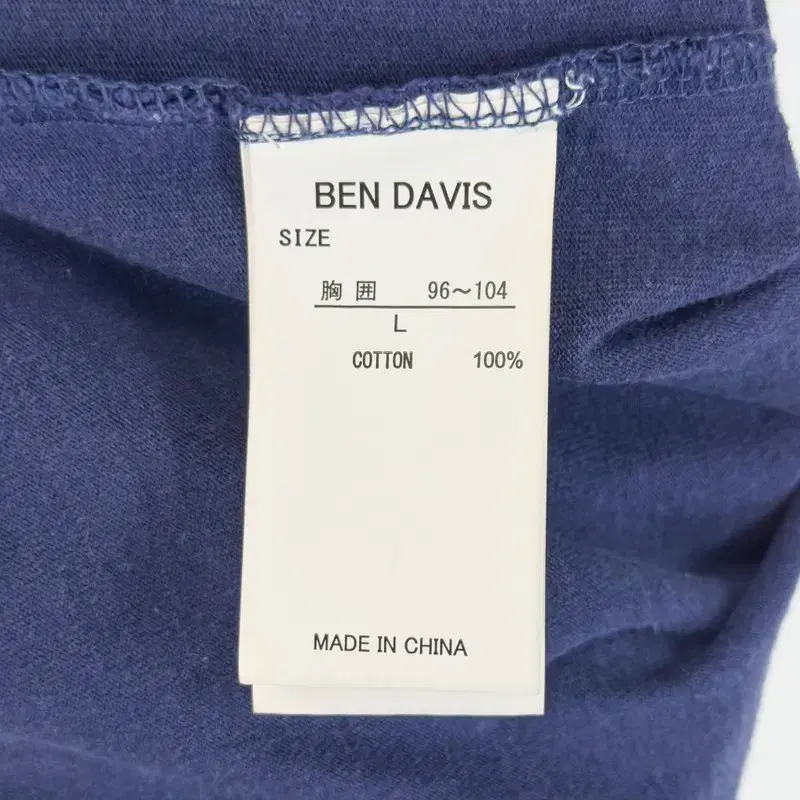 BEN DAVIS
SIZE
胸囲 96～104
L
COTTON 100%
MADE IN CHINA